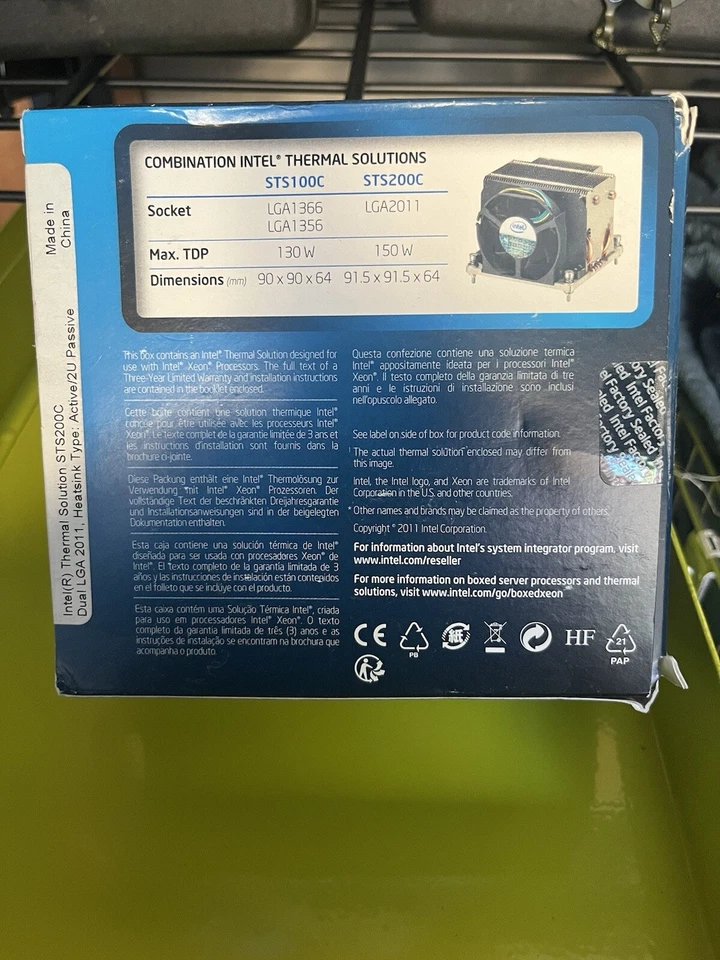 COMBINATION INTEL® THERMAL SOLUTIONS
STS100C STS200C
Socket LGA1366 LGA2011
LGA1356
Max. TDP 130 W 150 W
Dimensions (mm) 90 x 90 x 64 91.5 x 91.5 x 64
intel
Made in
China
Intel(R) Thermal Solution STS200C
Dual LGA 2011, Heatsink Type: Active/2U Passive
This box contains an Intel® Thermal Solution designed for
use with Intel® Xeon® Processors. The full text of a
Three-Year Limited Warranty and installation instructions
are contained in the booklet enclosed.
Cette boîte contient une solution thermique Intel®
conçue pour être utilisée avec les processeurs Intel®
Xeon®. Le texte complet de la garantie limitée de 3 ans et
les instructions d'installation sont fournis dans la
brochure ci-jointe.
Diese Packung enthält eine Intel® Thermolösung zur
Verwendung mit Intel® Xeon® Prozessoren. Der
vollständige Text der beschränkten Dreijahresgarantie
und Installationsanweisungen sind in der beigelegten
Dokumentation enthalten.
Esta caja contiene una solución térmica de Intel®
diseñada para ser usada con procesadores Xeon® de
Intel®. El texto completo de la garantía limitada de 3
años y las instrucciones de instalación están contenidos
en el folleto que se incluye con el producto.
Esta caixa contém uma Solução Térmica Intel®, criada
para uso em processadores Intel® Xeon®. O texto
completo da garantia limitada de três (3) anos e as
instruções de instalação se encontram na brochura que
acompanha o produto.
Questa confezione contiene una soluzione termica
Intel® appositamente ideata per i processori Intel®
Xeon®. Il testo completo della garanzia limitata di tre
anni e le istruzioni di installazione sono inclusi
nell'opuscolo allegato.
See label on side of box for product code information.
The actual thermal solution enclosed may differ from
this image.
Intel, the Intel logo, and Xeon are trademarks of Intel
Corporation in the U.S. and other countries.
* Other names and brands may be claimed as the property of others.
Copyright © 2011 Intel Corporation.
For information about Intel's system integrator program, visit
www.intel.com/reseller
For more information on boxed server processors and thermal
solutions, visit www.intel.com/go/boxedxeon
CE PB 紙 HF 21 PAP
Intel Factory Sealed